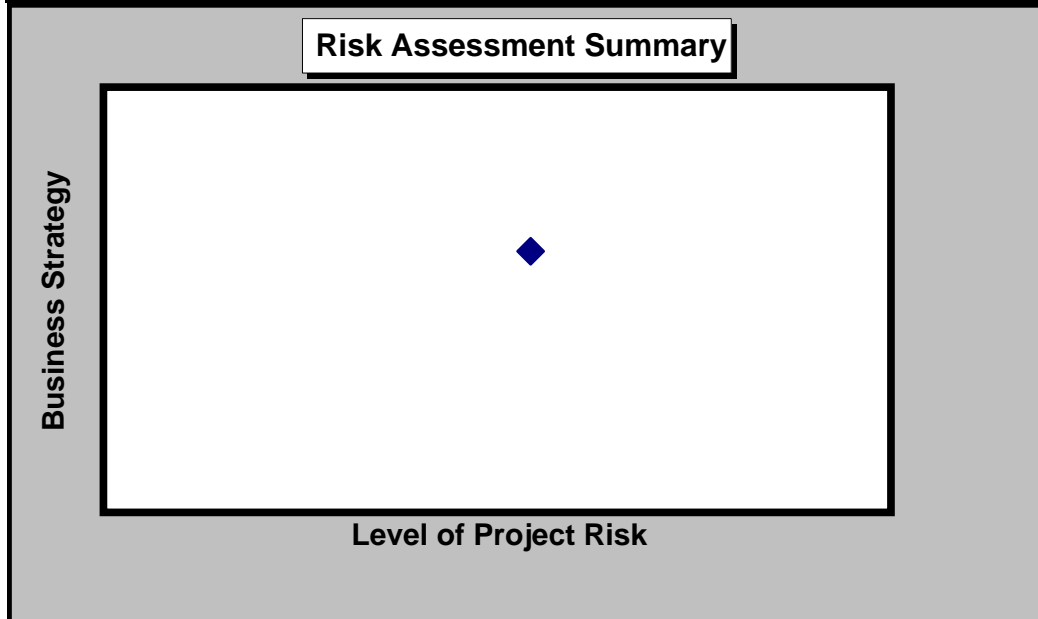 Risk Assessment Summary
Business Strategy
Level of Project Risk